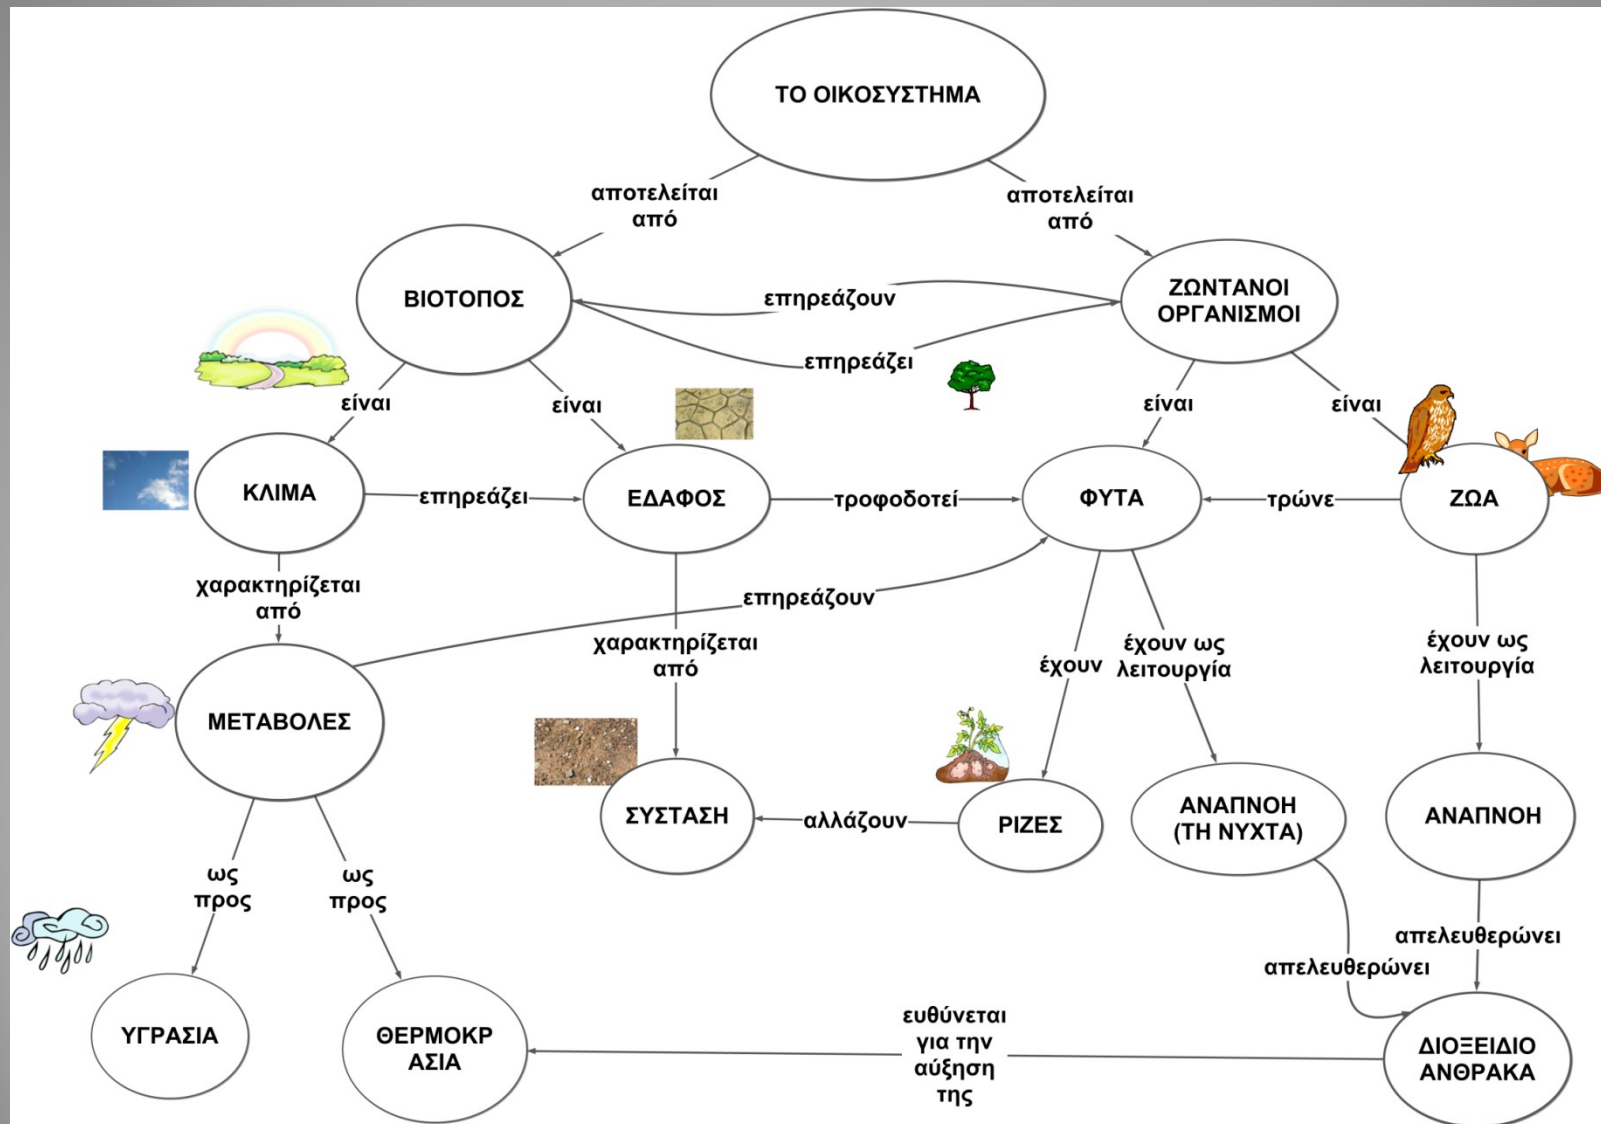 ΤΟ ΟΙΚΟΣΥΣΤΗΜΑ
αποτελείται
από
αποτελείται
από
ΒΙΟΤΟΠΟΣ
επηρεάζουν
ΖΩΝΤΑΝΟΙ
ΟΡΓΑΝΙΣΜΟΙ
επηρεάζει
είναι
είναι
είναι
είναι
ΚΛΙΜΑ
επηρεάζει
ΕΔΑΦΟΣ
τροφοδοτεί
ΦΥΤΑ
τρώνε
ΖΩΑ
χαρακτηρίζεται
από
επηρεάζουν
χαρακτηρίζεται
από
έχουν
έχουν ως
λειτουργία
έχουν ως
λειτουργία
ΜΕΤΑΒΟΛΕΣ
ΣΥΣΤΑΣΗ
αλλάζουν
ΡΙΖΕΣ
ΑΝΑΠΝΟΗ
(ΤΗ ΝΥΧΤΑ)
ΑΝΑΠΝΟΗ
ως
προς
ως
προς
απελευθερώνει
απελευθερώνει
ΥΓΡΑΣΙΑ
ΘΕΡΜΟΚΡ
ΑΣΙΑ
ευθύνεται
για την
αύξηση
της
ΔΙΟΞΕΙΔΙΟ
ΑΝΘΡΑΚΑ